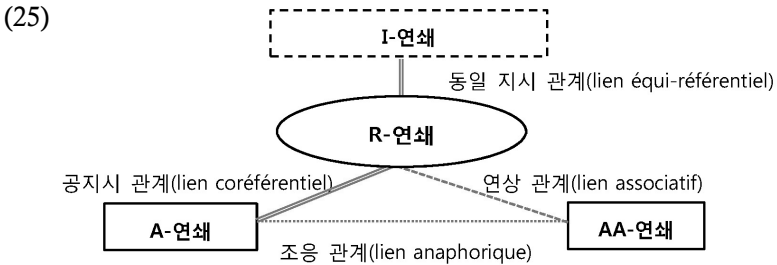 (25)
I-연쇄
동일 지시 관계(lien équi-référentiel)
R-연쇄
공지시 관계(lien coréférentiel)
연상 관계(lien associatif)
A-연쇄
AA-연쇄
조응 관계(lien anaphorique)